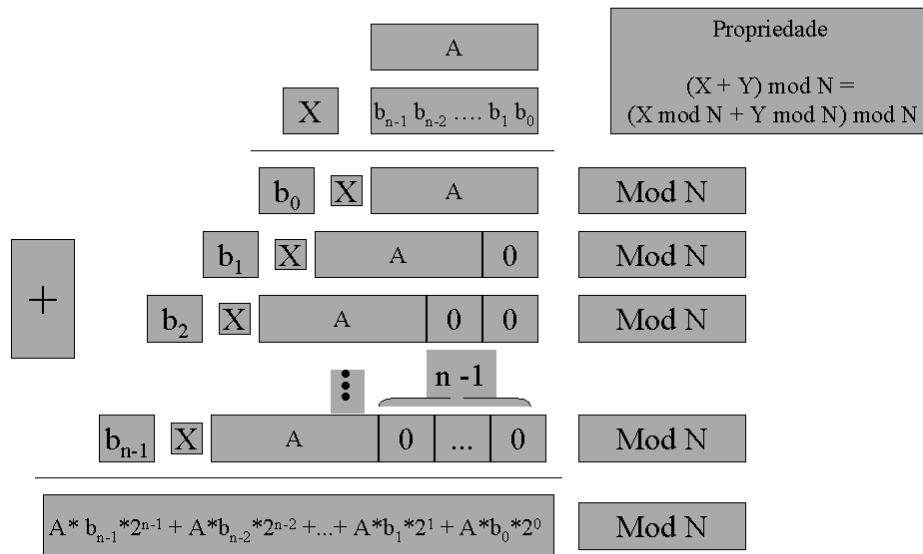 A
Propriedade
(X + Y) mod N =
(X mod N + Y mod N) mod N
X b_{n-1} b_{n-2} .... b_1 b_0
b_0 X A Mod N
b_1 X A 0 Mod N
+
b_2 X A 0 0 Mod N
n -1
b_{n-1} X A 0 ... 0 Mod N
A* b_{n-1}*2^{n-1} + A*b_{n-2}*2^{n-2} +...+ A*b_1*2^1 + A*b_0*2^0 Mod N